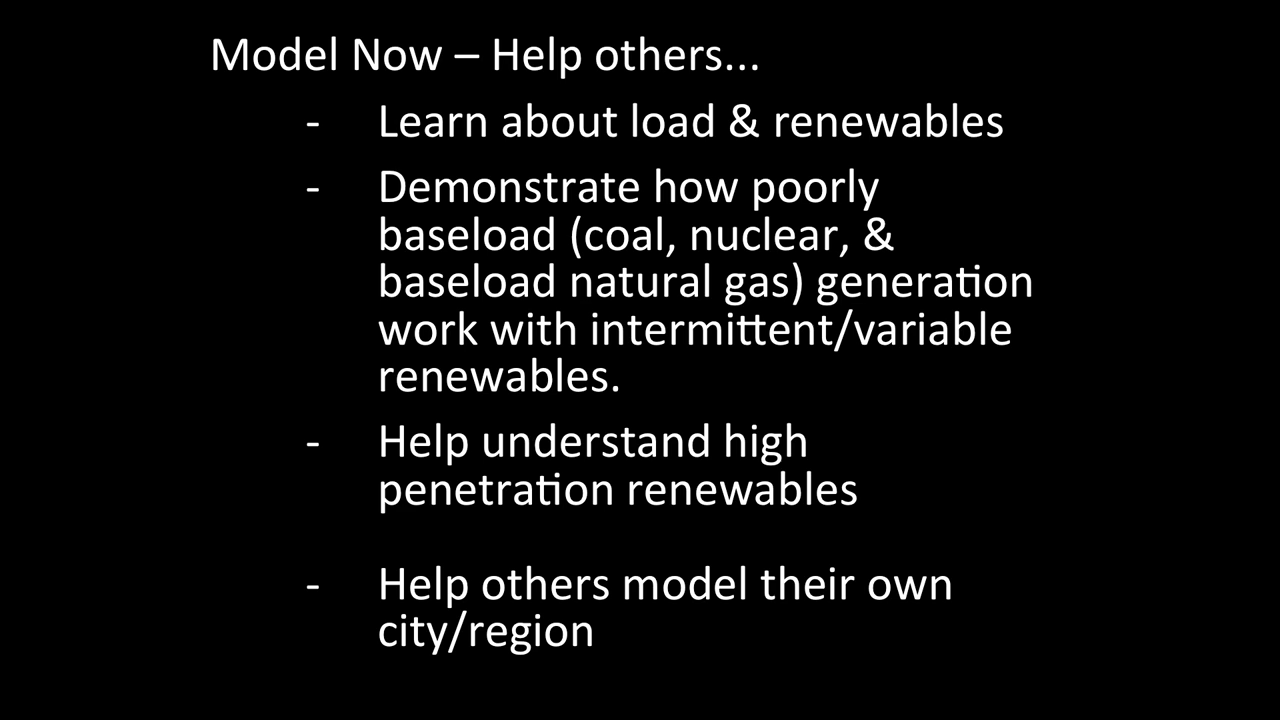 Model Now – Help others...
- Learn about load & renewables
- Demonstrate how poorly
baseload (coal, nuclear, &
baseload natural gas) generation
work with intermittent/variable
renewables.
- Help understand high
penetration renewables
- Help others model their own
city/region